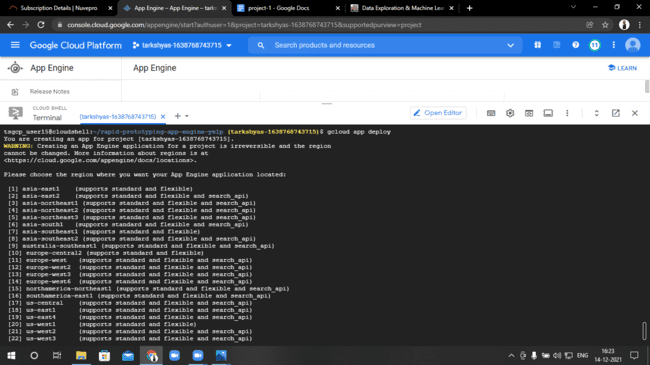 Subscription Details | Nuvepro
App Engine – App Engine – tark
project-1 - Google Docs
Data Exploration & Machine Lea
console.cloud.google.com/appengine/start?authuser=1&project=tarkshyas-1638768743715&supportedpurview=project
Google Cloud Platform
tarkshyas-1638768743715
Search products and resources
11
App Engine
App Engine
LEARN
Release Notes
CLOUD SHELL
Terminal
(tarkshyas-1638768743715)
Open Editor
tsgcp_user15@cloudshell:~/rapid-prototyping-app-engine-yelp (tarkshyas-1638768743715)$ gcloud app deploy
You are creating an app for project [tarkshyas-1638768743715].
WARNING: Creating an App Engine application for a project is irreversible and the region
cannot be changed. More information about regions is at
<https://cloud.google.com/appengine/docs/locations>.
Please choose the region where you want your App Engine application located:
[1] asia-east1 (supports standard and flexible)
[2] asia-east2 (supports standard and flexible and search_api)
[3] asia-northeast1 (supports standard and flexible and search_api)
[4] asia-northeast2 (supports standard and flexible and search_api)
[5] asia-northeast3 (supports standard and flexible and search_api)
[6] asia-south1 (supports standard and flexible and search_api)
[7] asia-southeast1 (supports standard and flexible)
[8] asia-southeast2 (supports standard and flexible and search_api)
[9] australia-southeast1 (supports standard and flexible and search_api)
[10] europe-central2 (supports standard and flexible)
[11] europe-west (supports standard and flexible and search_api)
[12] europe-west2 (supports standard and flexible and search_api)
[13] europe-west3 (supports standard and flexible and search_api)
[14] europe-west6 (supports standard and flexible and search_api)
[15] northamerica-northeast1 (supports standard and flexible and search_api)
[16] southamerica-east1 (supports standard and flexible and search_api)
[17] us-central (supports standard and flexible and search_api)
[18] us-east1 (supports standard and flexible and search_api)
[19] us-east4 (supports standard and flexible and search_api)
[20] us-west1 (supports standard and flexible)
[21] us-west2 (supports standard and flexible and search_api)
[22] us-west3 (supports standard and flexible and search_api)
ENG
16:23
14-12-2021